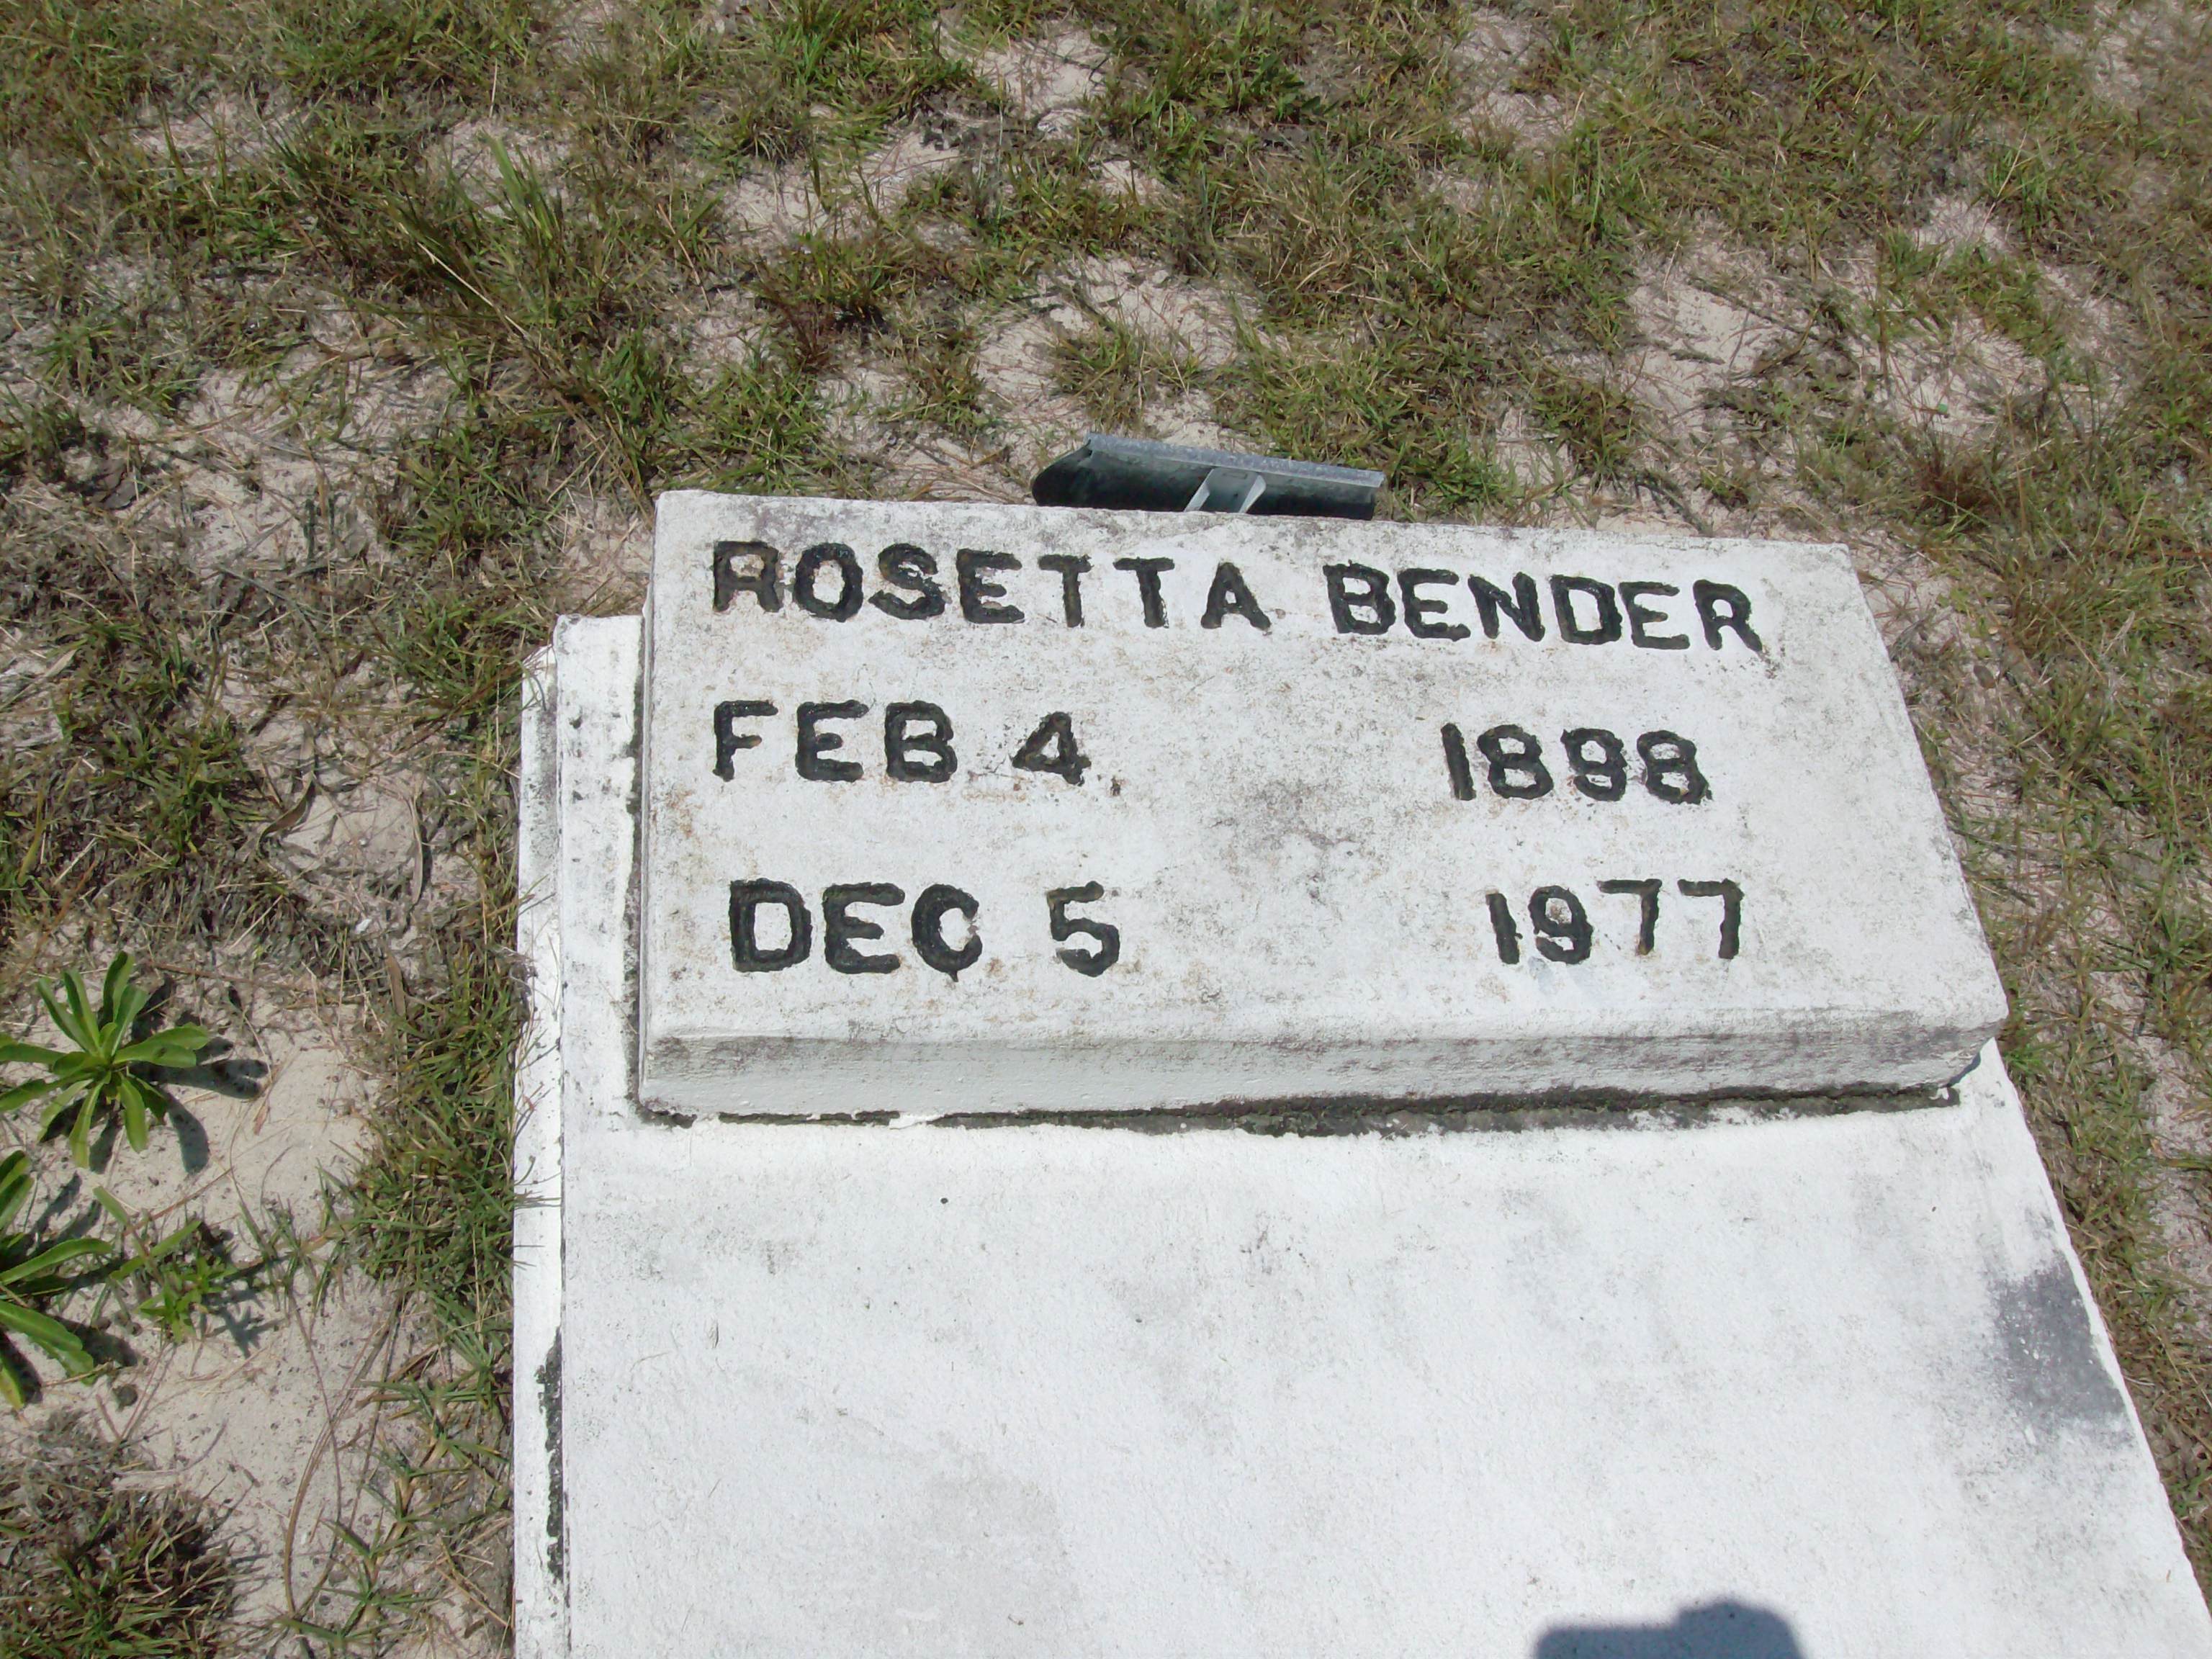 ROSETTA BENDER
FEB 4 1898
DEC 5 1977